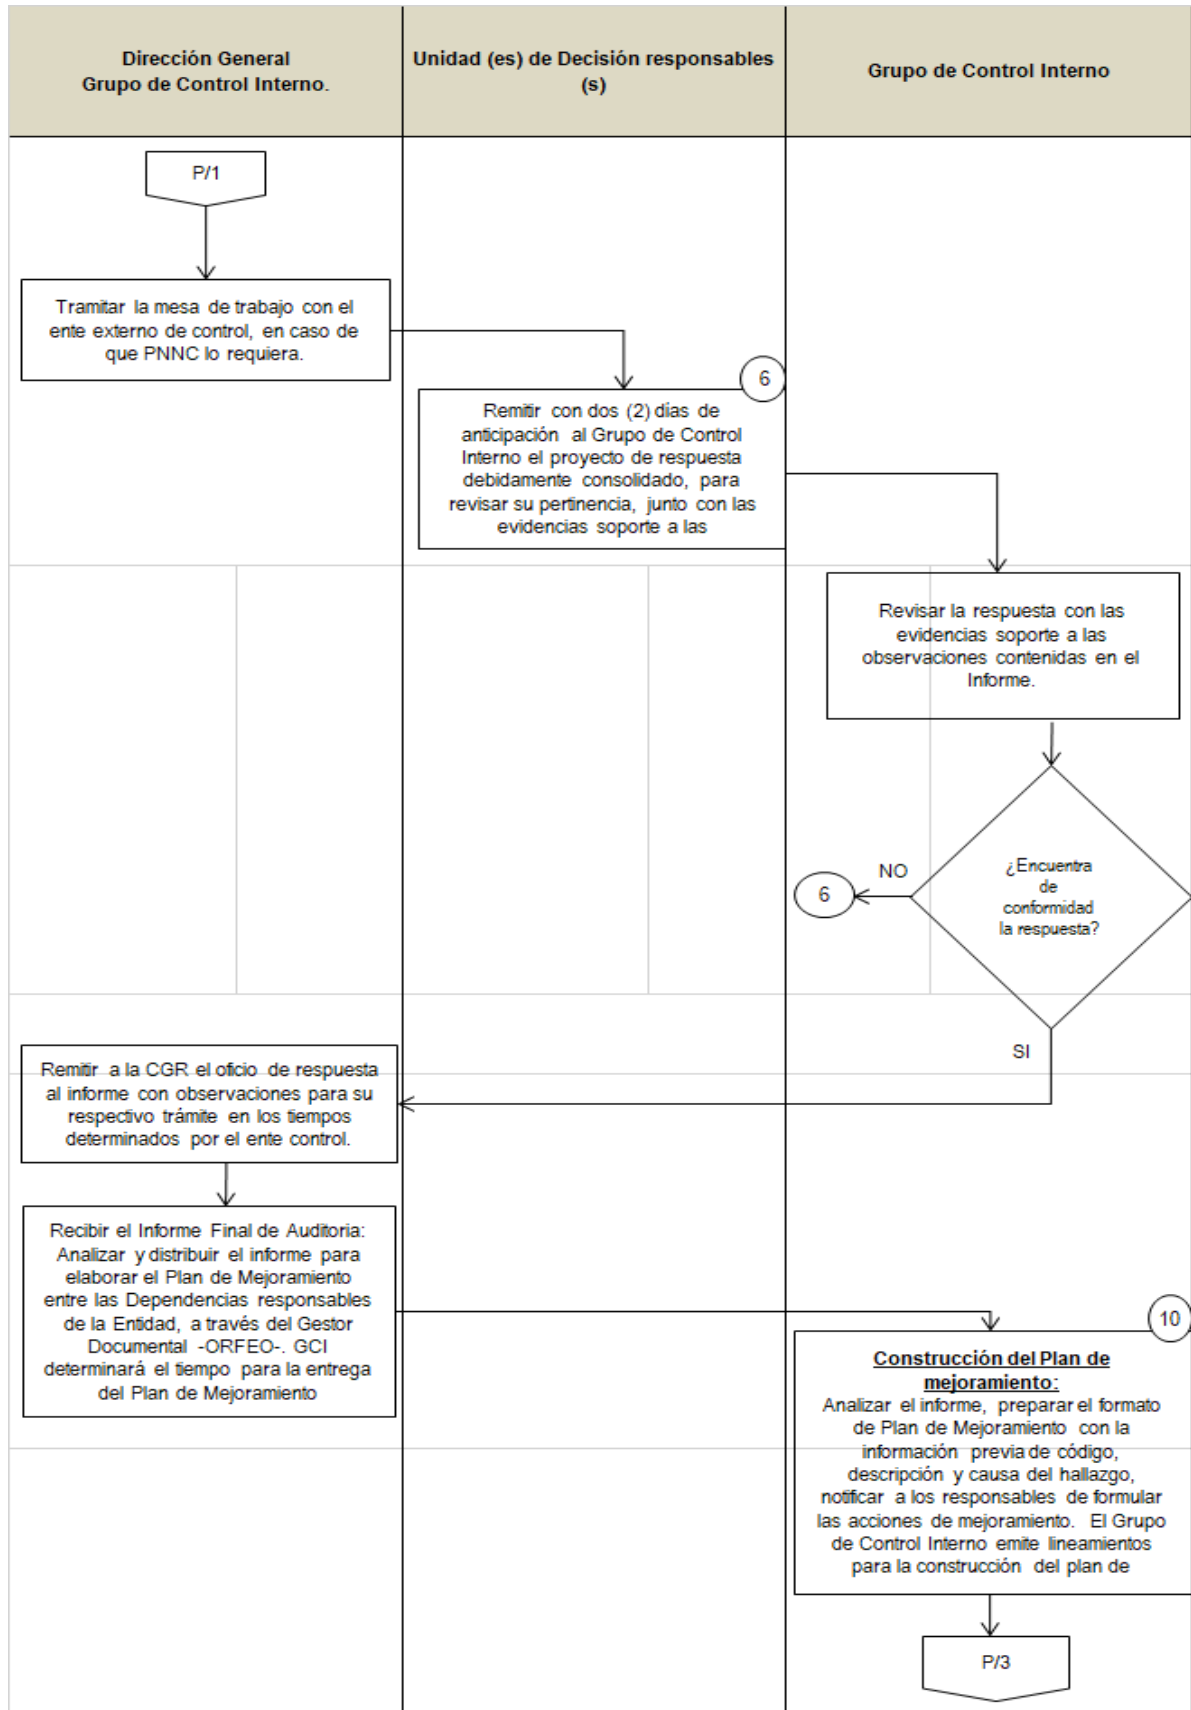 Dirección General
Grupo de Control Interno.
Unidad (es) de Decisión responsables
(s)
Grupo de Control Interno
P/1
Tramitar la mesa de trabajo con el
ente externo de control, en caso de
que PNNC lo requiera.
6
Remitir con dos (2) días de
anticipación al Grupo de Control
Interno el proyecto de respuesta
debidamente consolidado, para
revisar su pertinencia, junto con las
evidencias soporte a las
Revisar la respuesta con las
evidencias soporte a las
observaciones contenidas en el
Informe.
¿Encuentra
de
conformidad
la respuesta?
NO
6
SI
Remitir a la CGR el oficio de respuesta
al informe con observaciones para su
respectivo trámite en los tiempos
determinados por el ente control.
Recibir el Informe Final de Auditoria:
Analizar y distribuir el informe para
elaborar el Plan de Mejoramiento
entre las Dependencias responsables
de la Entidad, a través del Gestor
Documental -ORFEO-. GCI
determinará el tiempo para la entrega
del Plan de Mejoramiento
10
Construcción del Plan de
mejoramiento:
Analizar el informe, preparar el formato
de Plan de Mejoramiento con la
información previa de código,
descripción y causa del hallazgo,
notificar a los responsables de formular
las acciones de mejoramiento. El Grupo
de Control Interno emite lineamientos
para la construcción del plan de
P/3